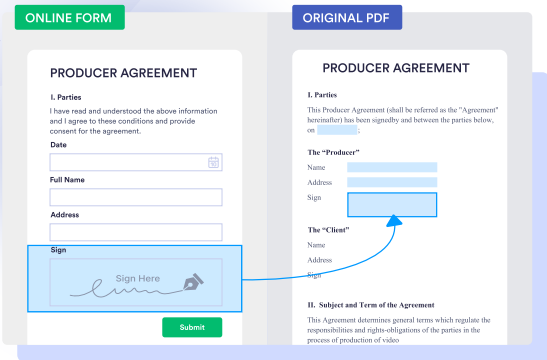 ONLINE FORM
PRODUCER AGREEMENT
I. Parties
I have read and understood the above information
and I agree to these conditions and provide
consent for the agreement.
Date
Full Name
Address
Sign
Sign Here
Submit
ORIGINAL PDF
PRODUCER AGREEMENT
I. Parties
This Producer Agreement (shall be referred as the "Agreement"
hereinafter) has been signedby and between the parties below,
on ;
The “Producer”
Name
Address
Sign
The “Client”
Name
Address
Sign
II. Subject and Term of the Agreement
This Agreement determines general terms which regulate the
responsibilities and rights-obligations of the parties in the
process of production of video